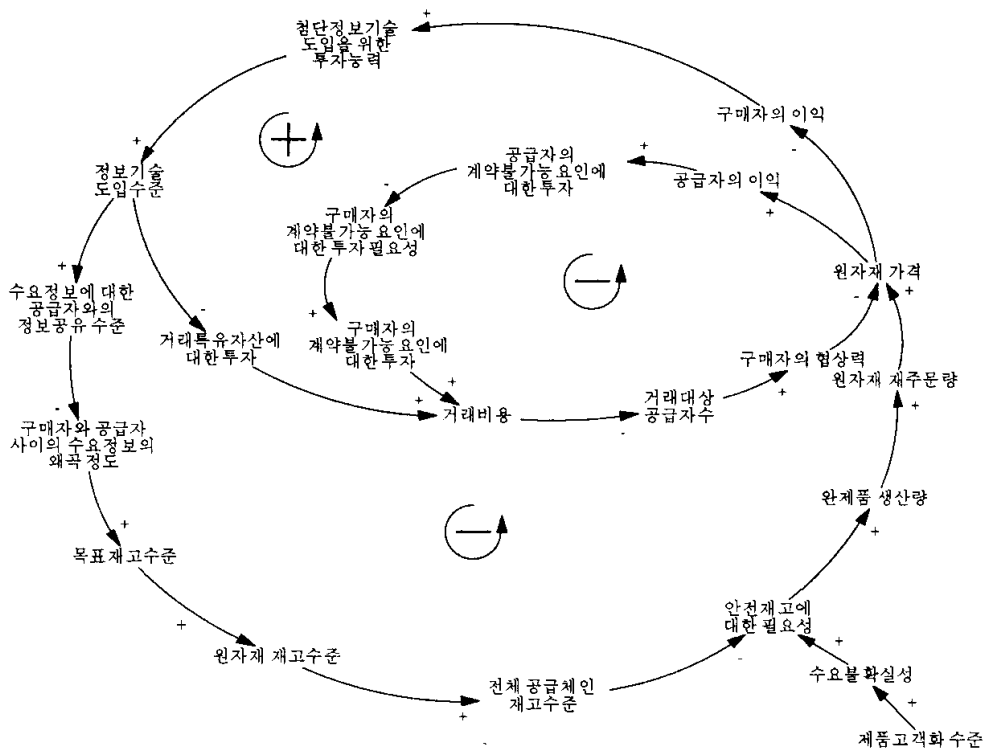 첨단정보기술
도입을 위한
투자능력
+
구매자의 이익
-
+
정보기술
도입수준
공급자의
계약불가능 요인에
대한 투자
+
공급자의 이익
+
-
구매자의
계약불가능 요인에
대한 투자 필요성
+
수요정보에 대한
공급자와의
정보공유 수준
-
거래특유자산에
대한 투자
+
구매자의
계약불가능 요인에
대한 투자
+
+
거래비용
-
거래대상
공급자수
+
구매자의 협상력
-
원자재 가격
+
원자재 재주문량
+
완제품 생산량
+
-
구매자와 공급자
사이의 수요정보의
왜곡 정도
+
목표재고수준
+
원자재 재고수준
+
전체 공급체인
재고수준
-
안전재고에
대한 필요성
+
수요불확실성
+
제품고객화 수준